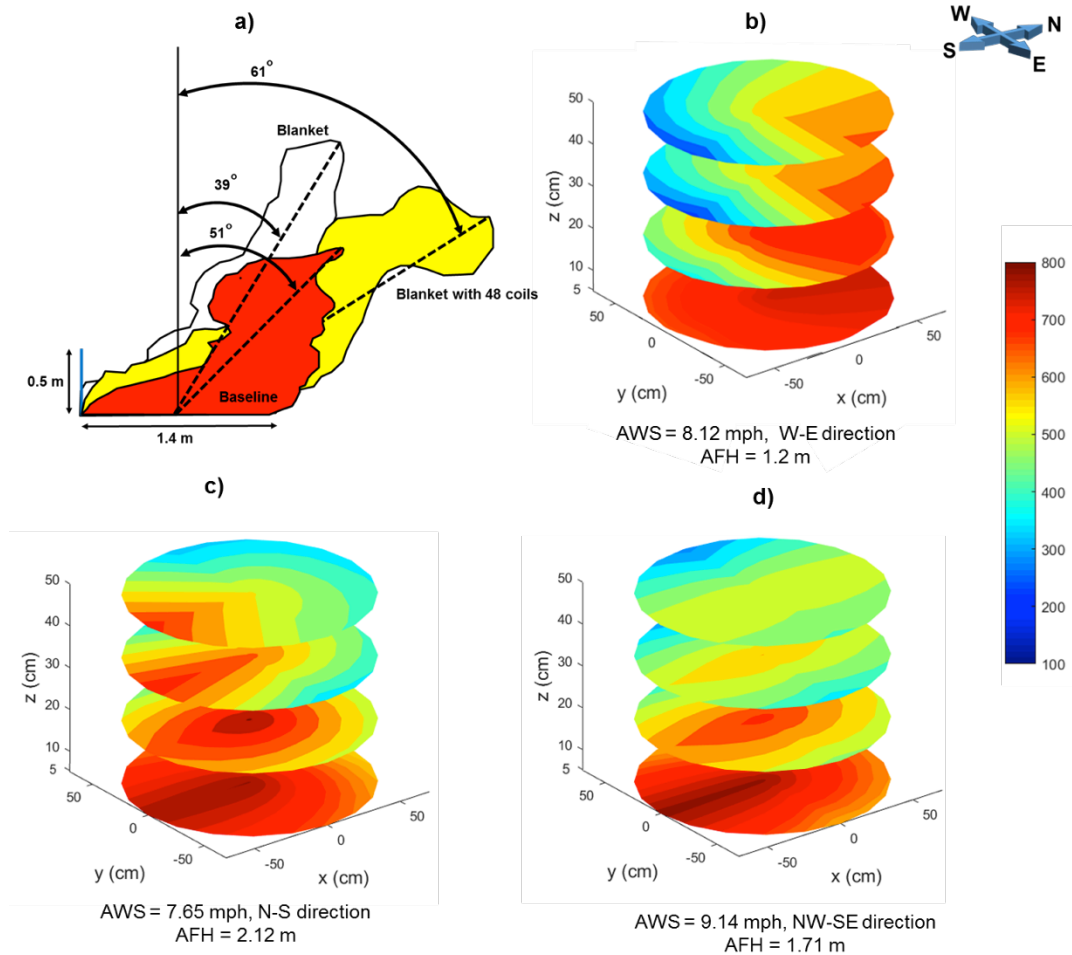 a)
61°
Blanket
39°
51°
Blanket with 48 coils
0.5 m
Baseline
1.4 m
b)
W
N
S
E
50
40
30
20
10
5
z (cm)
50
0
-50
y (cm)
-50
0
50
x (cm)
AWS = 8.12 mph, W-E direction
AFH = 1.2 m
800
700
600
500
400
300
200
100
c)
50
40
30
20
10
5
z (cm)
50
0
-50
y (cm)
-50
0
50
x (cm)
AWS = 7.65 mph, N-S direction
AFH = 2.12 m
d)
50
40
30
20
10
5
z (cm)
50
0
-50
y (cm)
-50
0
50
x (cm)
AWS = 9.14 mph, NW-SE direction
AFH = 1.71 m